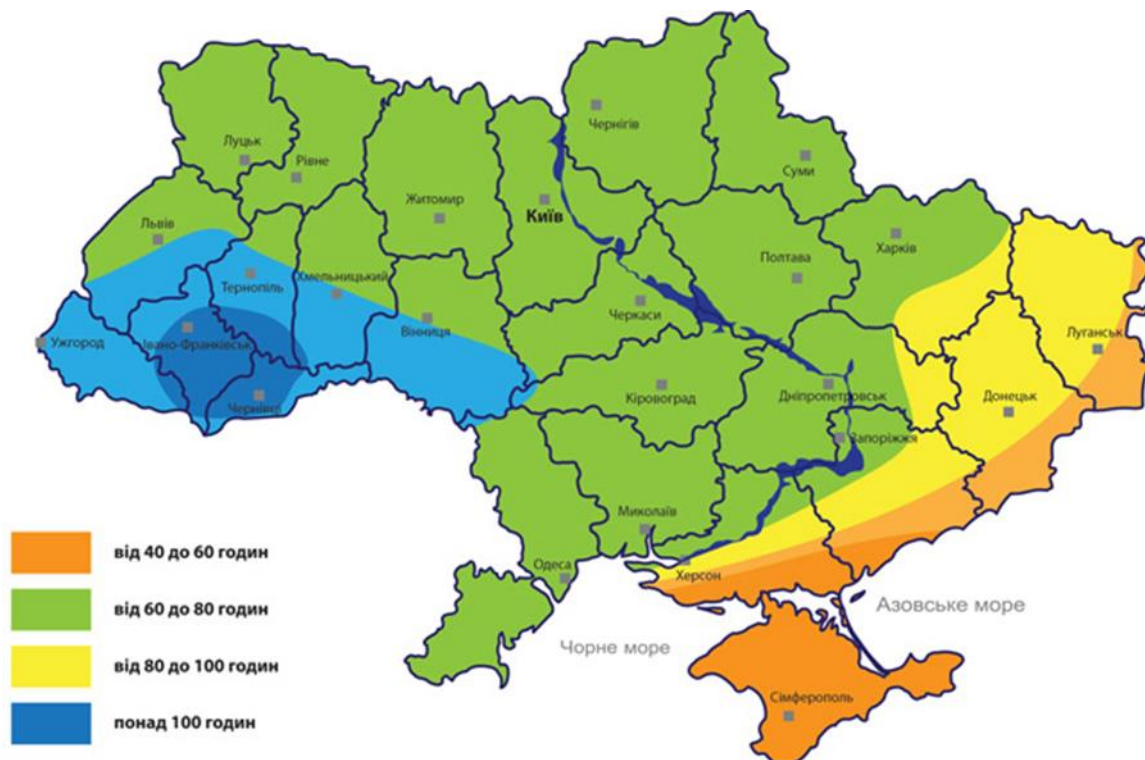 Чернігів
Луцьк
Рівне
Суми
Житомир
Київ
Львів
Харків
Полтава
Тернопіль
Хмельницький
Черкаси
Вінниця
Ужгород
Івано-Франківськ
Луганськ
Чернівці
Кіровоград
Дніпропетровськ
Донецьк
Запоріжжя
Миколаїв
від 40 до 60 годин
Одеса
Херсон
від 60 до 80 годин
Азовське море
Чорне море
від 80 до 100 годин
Сімферополь
понад 100 годин